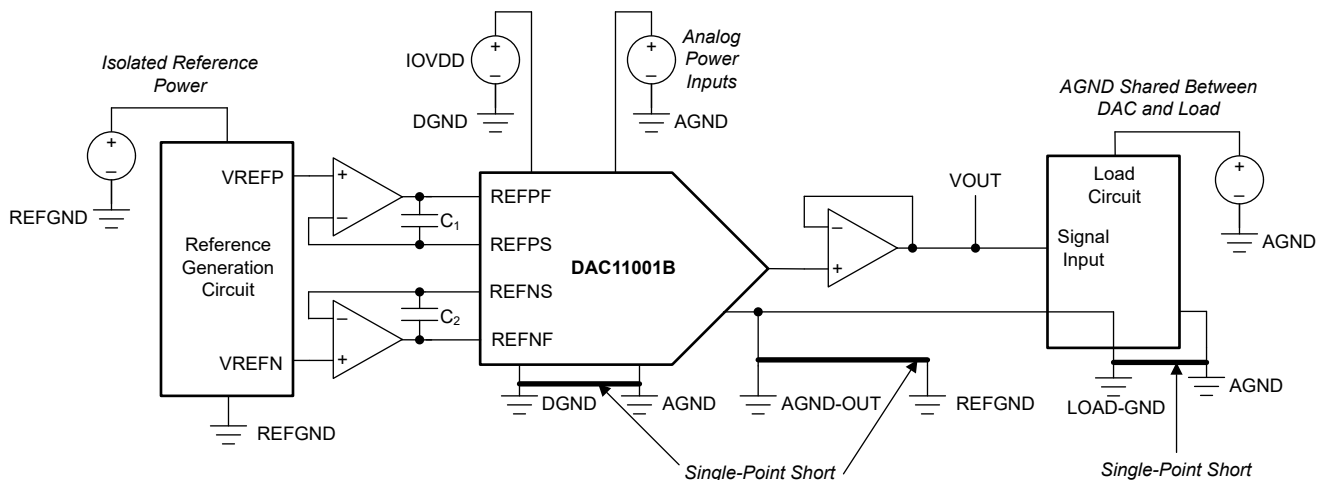 Isolated Reference
Power
+
−
REFGND
VREFP
Reference
Generation
Circuit
VREFN
REFGND
+
−
C1
−
+
C2
IOVDD
+
−
DGND
+
−
Analog
Power
Inputs
AGND
REFPF
REFPS
REFNS
REFNF
DAC11001B
DGND
AGND
−
+
VOUT
AGND-OUT
REFGND
Single-Point Short
AGND Shared Between
DAC and Load
Load
Circuit
Signal
Input
+
−
AGND
LOAD-GND
AGND
Single-Point Short